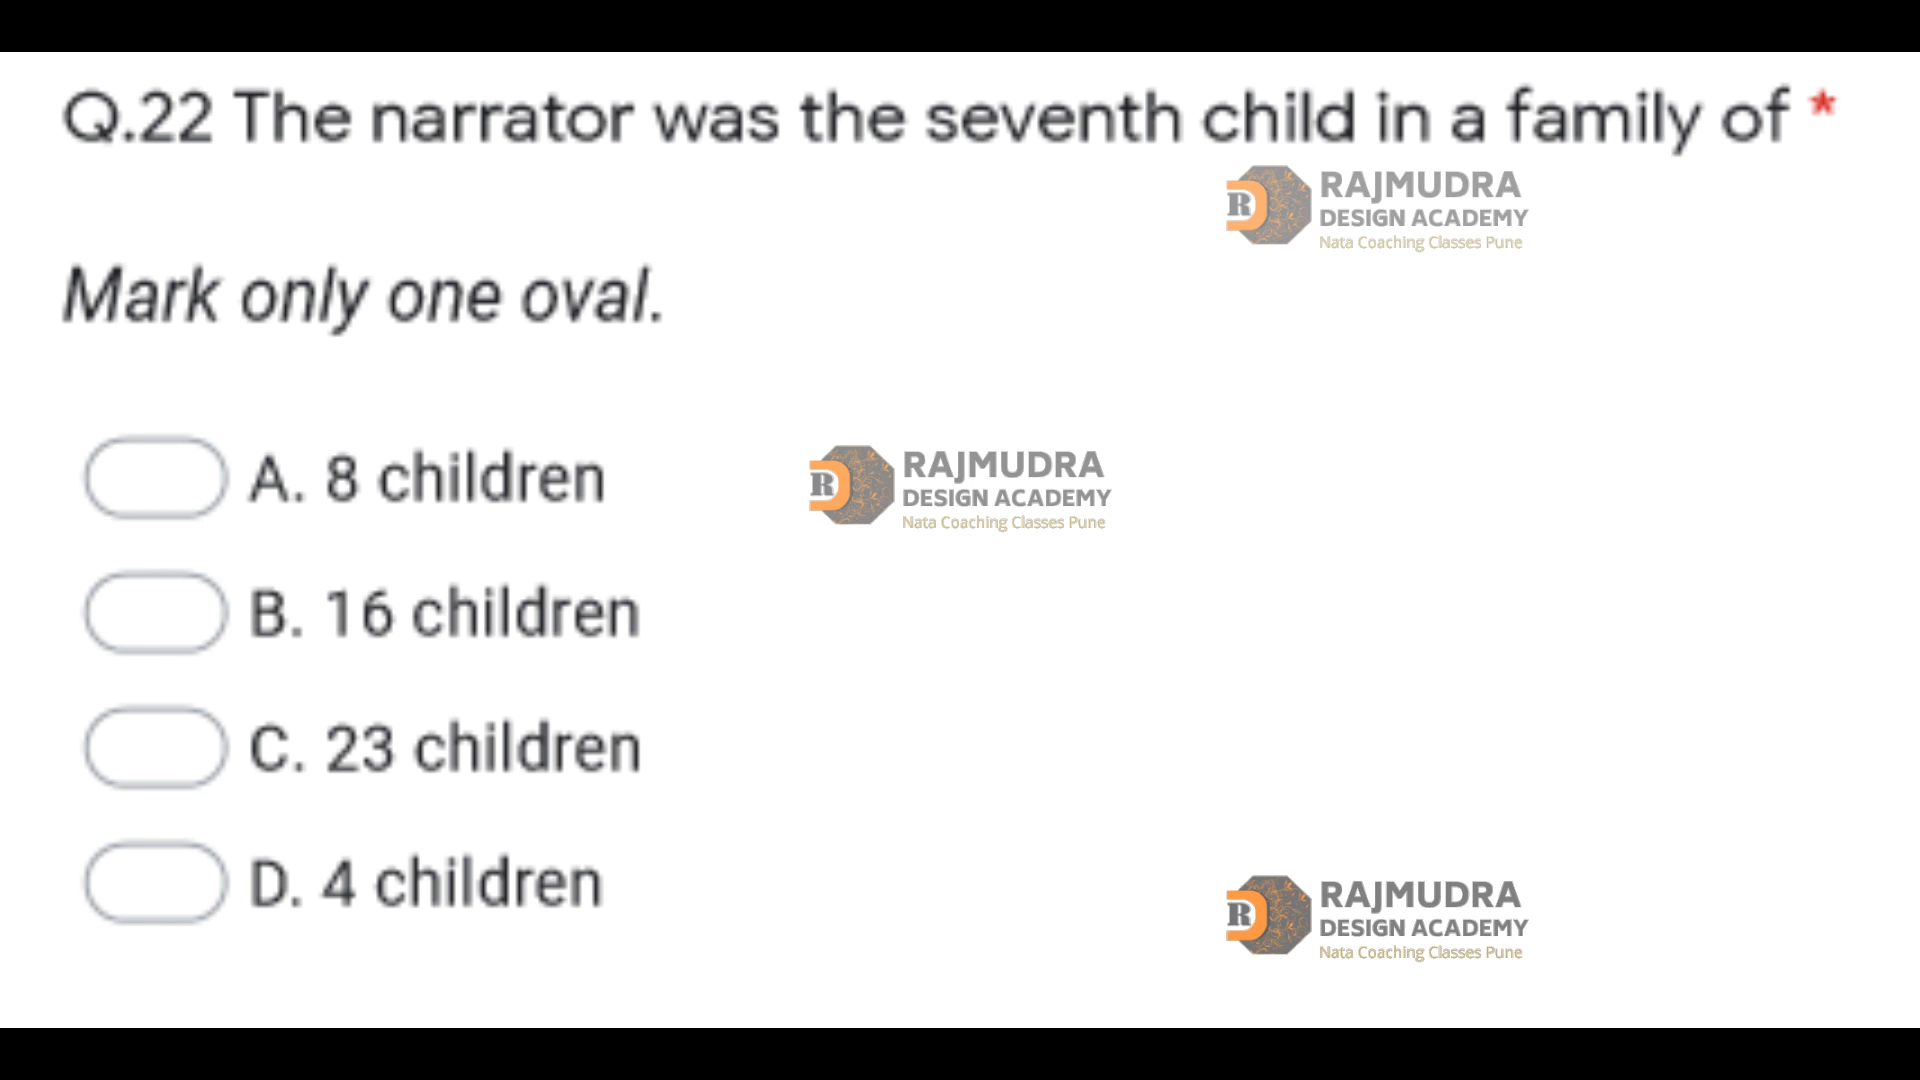 Q.22 The narrator was the seventh child in a family of *
RAJMUDRA
DESIGN ACADEMY
Nata Coaching Classes Pune
Mark only one oval.
A. 8 children
RAJMUDRA
DESIGN ACADEMY
Nata Coaching Classes Pune
B. 16 children
C. 23 children
D. 4 children
RAJMUDRA
DESIGN ACADEMY
Nata Coaching Classes Pune